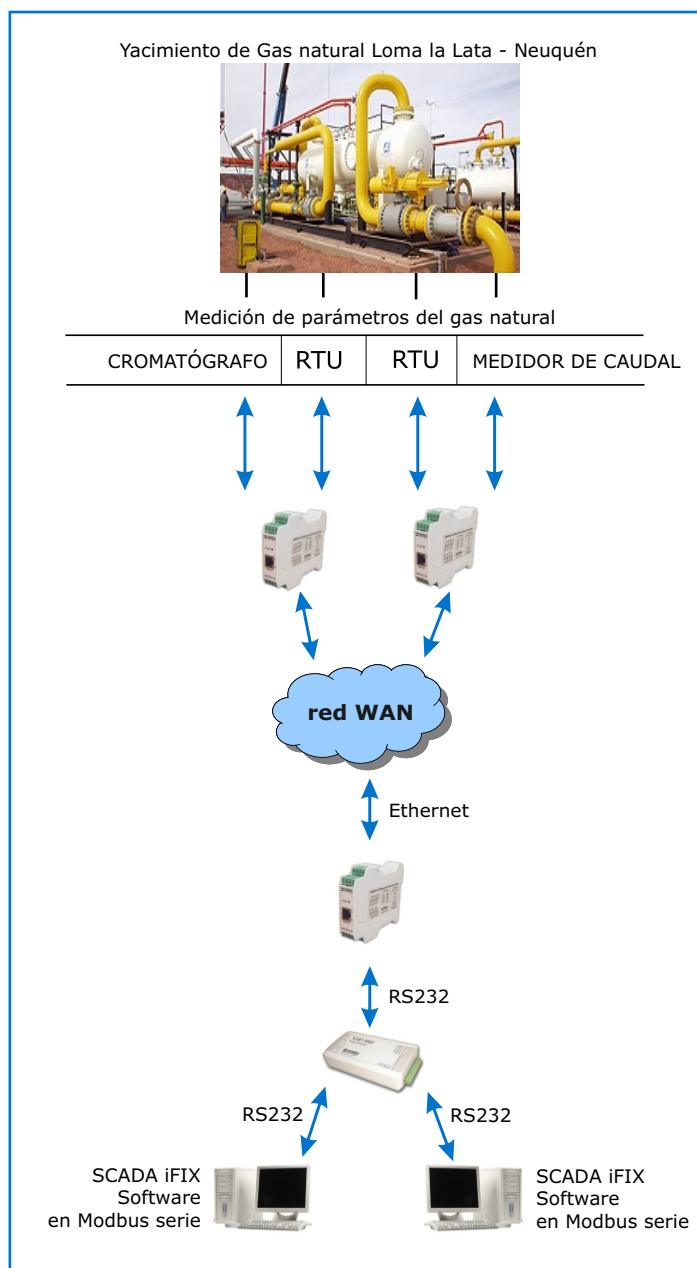 Yacimiento de Gas natural Loma la Lata - Neuquén
Medición de parámetros del gas natural
CROMATÓGRAFO
RTU
RTU
MEDIDOR DE CAUDAL
red WAN
Ethernet
RS232
RS232
RS232
SCADA iFIX
Software
en Modbus serie
SCADA iFIX
Software
en Modbus serie